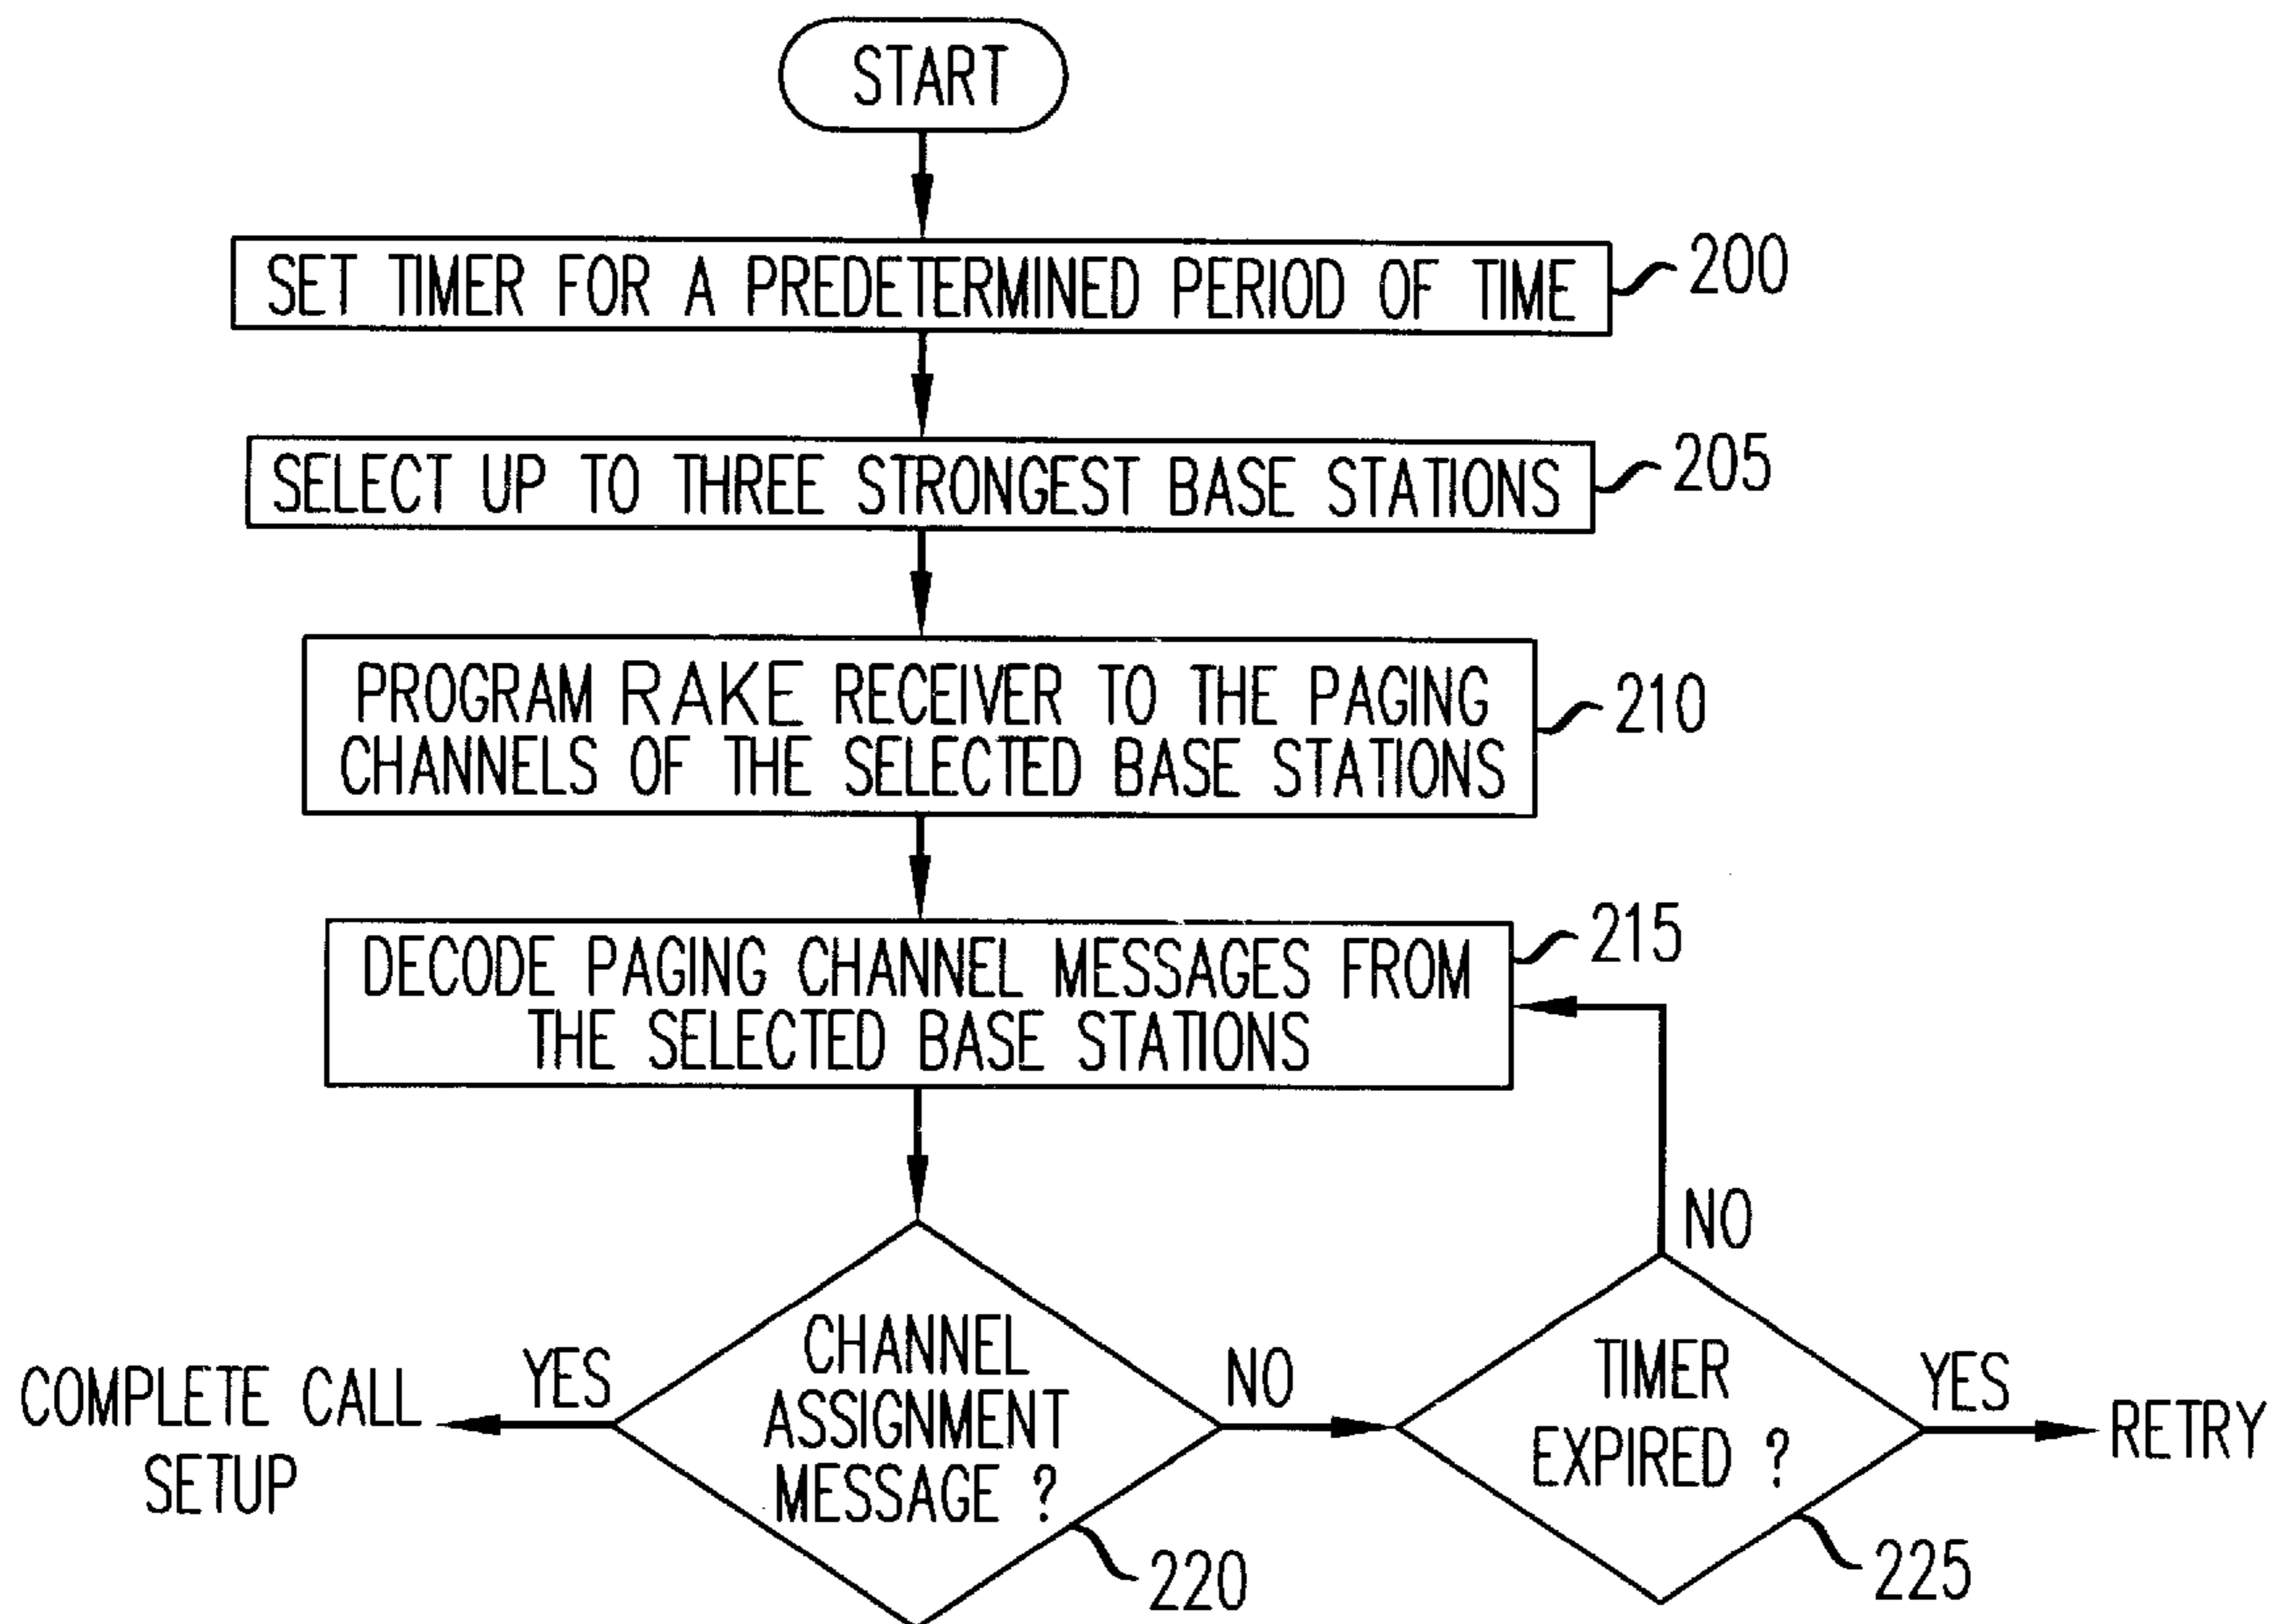 START
SET TIMER FOR A PREDETERMINED PERIOD OF TIME
200
SELECT UP TO THREE STRONGEST BASE STATIONS
205
PROGRAM RAKE RECEIVER TO THE PAGING
CHANNELS OF THE SELECTED BASE STATIONS
210
DECODE PAGING CHANNEL MESSAGES FROM
THE SELECTED BASE STATIONS
215
NO
COMPLETE CALL
SETUP
YES
CHANNEL
ASSIGNMENT
MESSAGE ?
220
NO
TIMER
EXPIRED ?
225
YES
RETRY